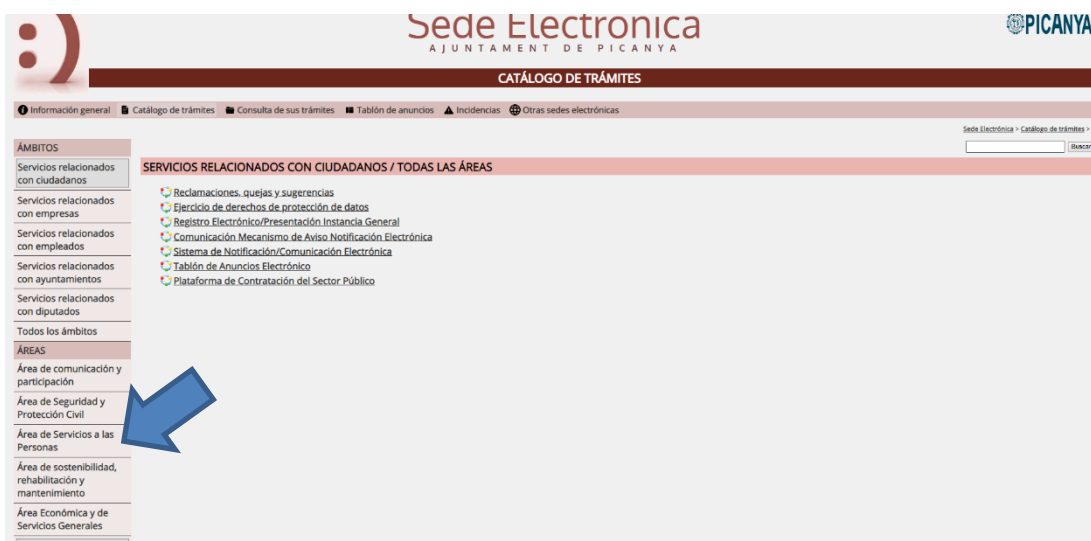 Sede Electrónica
AJUNTAMENT DE PICANYA
PICANYA
CATÁLOGO DE TRÁMITES
Información general
Catálogo de trámites
Consulta de sus trámites
Tablón de anuncios
Incidencias
Otras sedes electrónicas
Sede Electrónica > Catálogo de trámites >
Buscar
ÁMBITOS
Servicios relacionados
con ciudadanos
Servicios relacionados
con empresas
Servicios relacionados
con empleados
Servicios relacionados
con ayuntamientos
Servicios relacionados
con diputados
Todos los ámbitos
ÁREAS
Área de comunicación y
participación
Área de Seguridad y
Protección Civil
Área de Servicios a las
Personas
Área de sostenibilidad,
rehabilitación y
mantenimiento
Área Económica y de
Servicios Generales
SERVICIOS RELACIONADOS CON CIUDADANOS / TODAS LAS ÁREAS
Reclamaciones, quejas y sugerencias
Ejercicio de derechos de protección de datos
Registro Electrónico/Presentación Instancia General
Comunicación Mecanismo de Aviso Notificación Electrónica
Sistema de Notificación/Comunicación Electrónica
Tablón de Anuncios Electrónico
Plataforma de Contratación del Sector Público